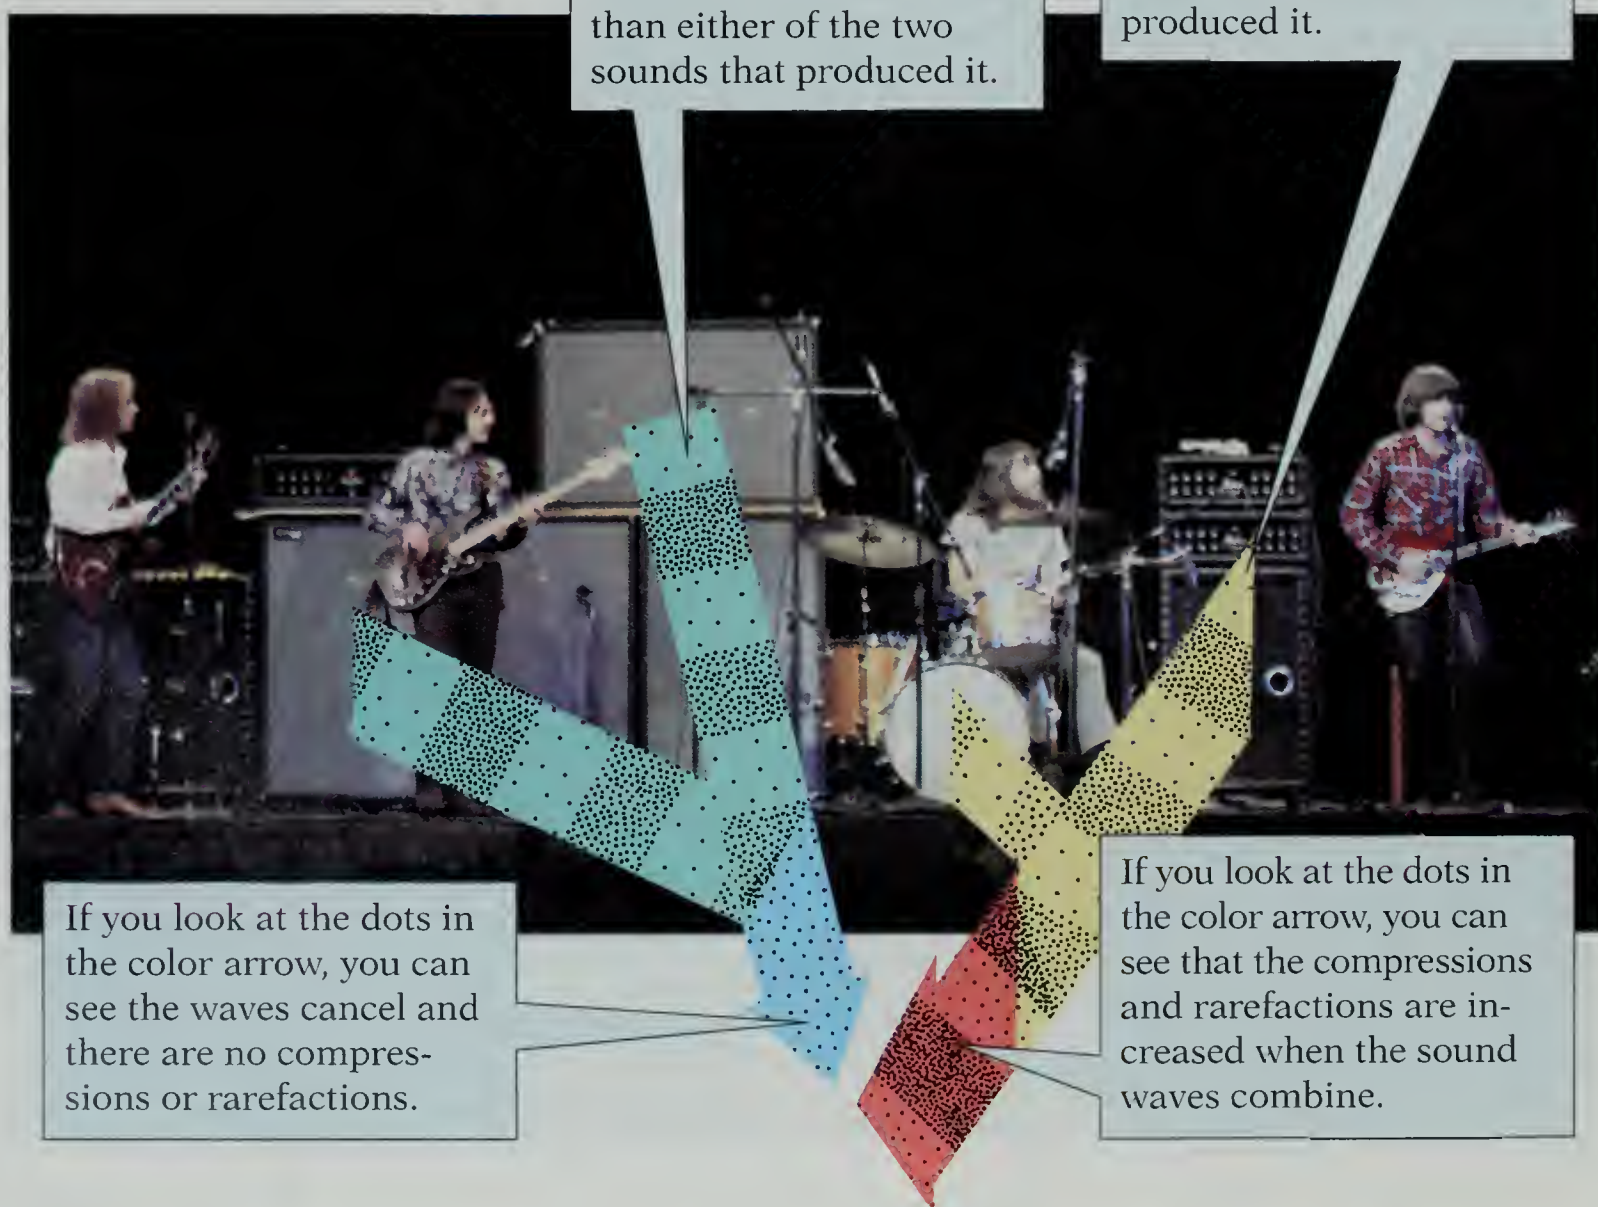 than either of the two
sounds that produced it.
produced it.
If you look at the dots in
the color arrow, you can
see the waves cancel and
there are no compres-
sions or rarefactions.
If you look at the dots in
the color arrow, you can
see that the compressions
and rarefactions are in-
creased when the sound
waves combine.